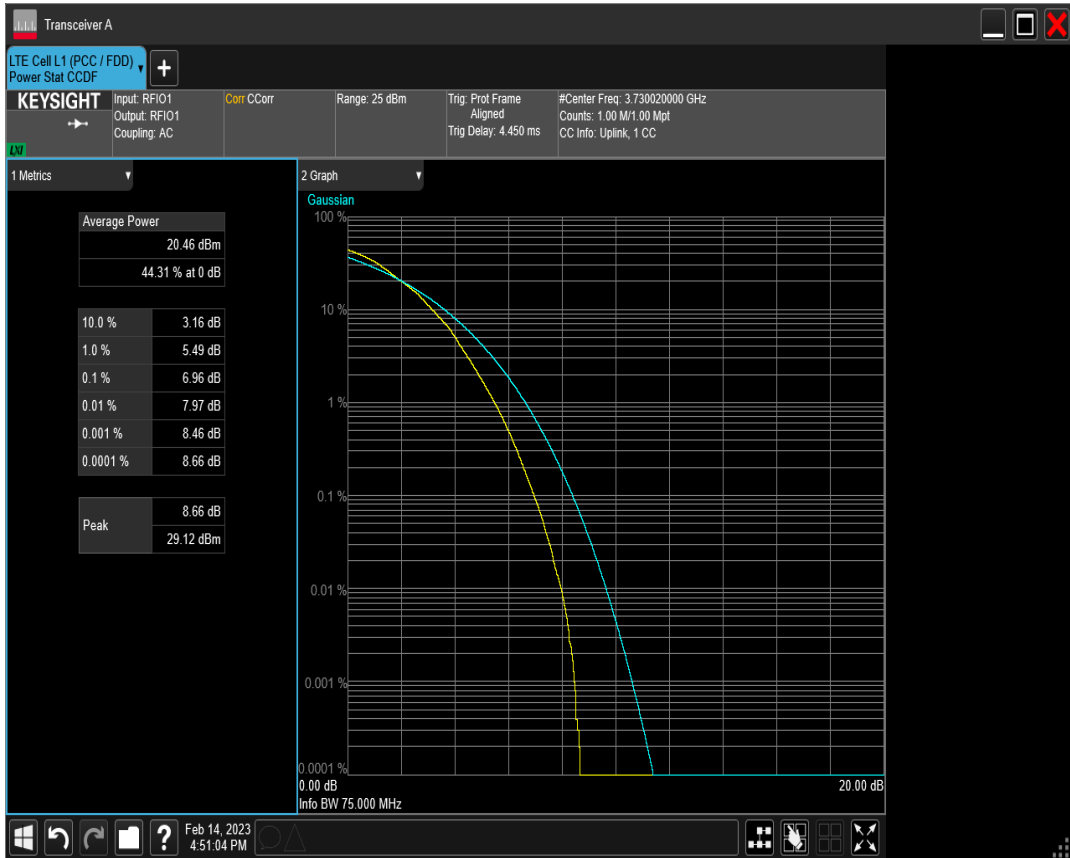 Transceiver A
LTE Cell L1 (PCC / FDD)
Power Stat CCDF
+
KEYSIGHT
LXI
Input: RFIO1
Output: RFIO1
Coupling: AC
Corr CCorr
Range: 25 dBm
Trig: Prot Frame
Aligned
Trig Delay: 4.450 ms
#Center Freq: 3.730020000 GHz
Counts: 1.00 M/1.00 Mpt
CC Info: Uplink, 1 CC
1 Metrics
Average Power
20.46 dBm
44.31 % at 0 dB
10.0 % 3.16 dB
1.0 % 5.49 dB
0.1 % 6.96 dB
0.01 % 7.97 dB
0.001 % 8.46 dB
0.0001 % 8.66 dB
Peak
8.66 dB
29.12 dBm
2 Graph
Gaussian
100 %
10 %
1 %
0.1 %
0.01 %
0.001 %
0.0001 %
0.00 dB 20.00 dB
Info BW 75.000 MHz
?
Feb 14, 2023
4:51:04 PM